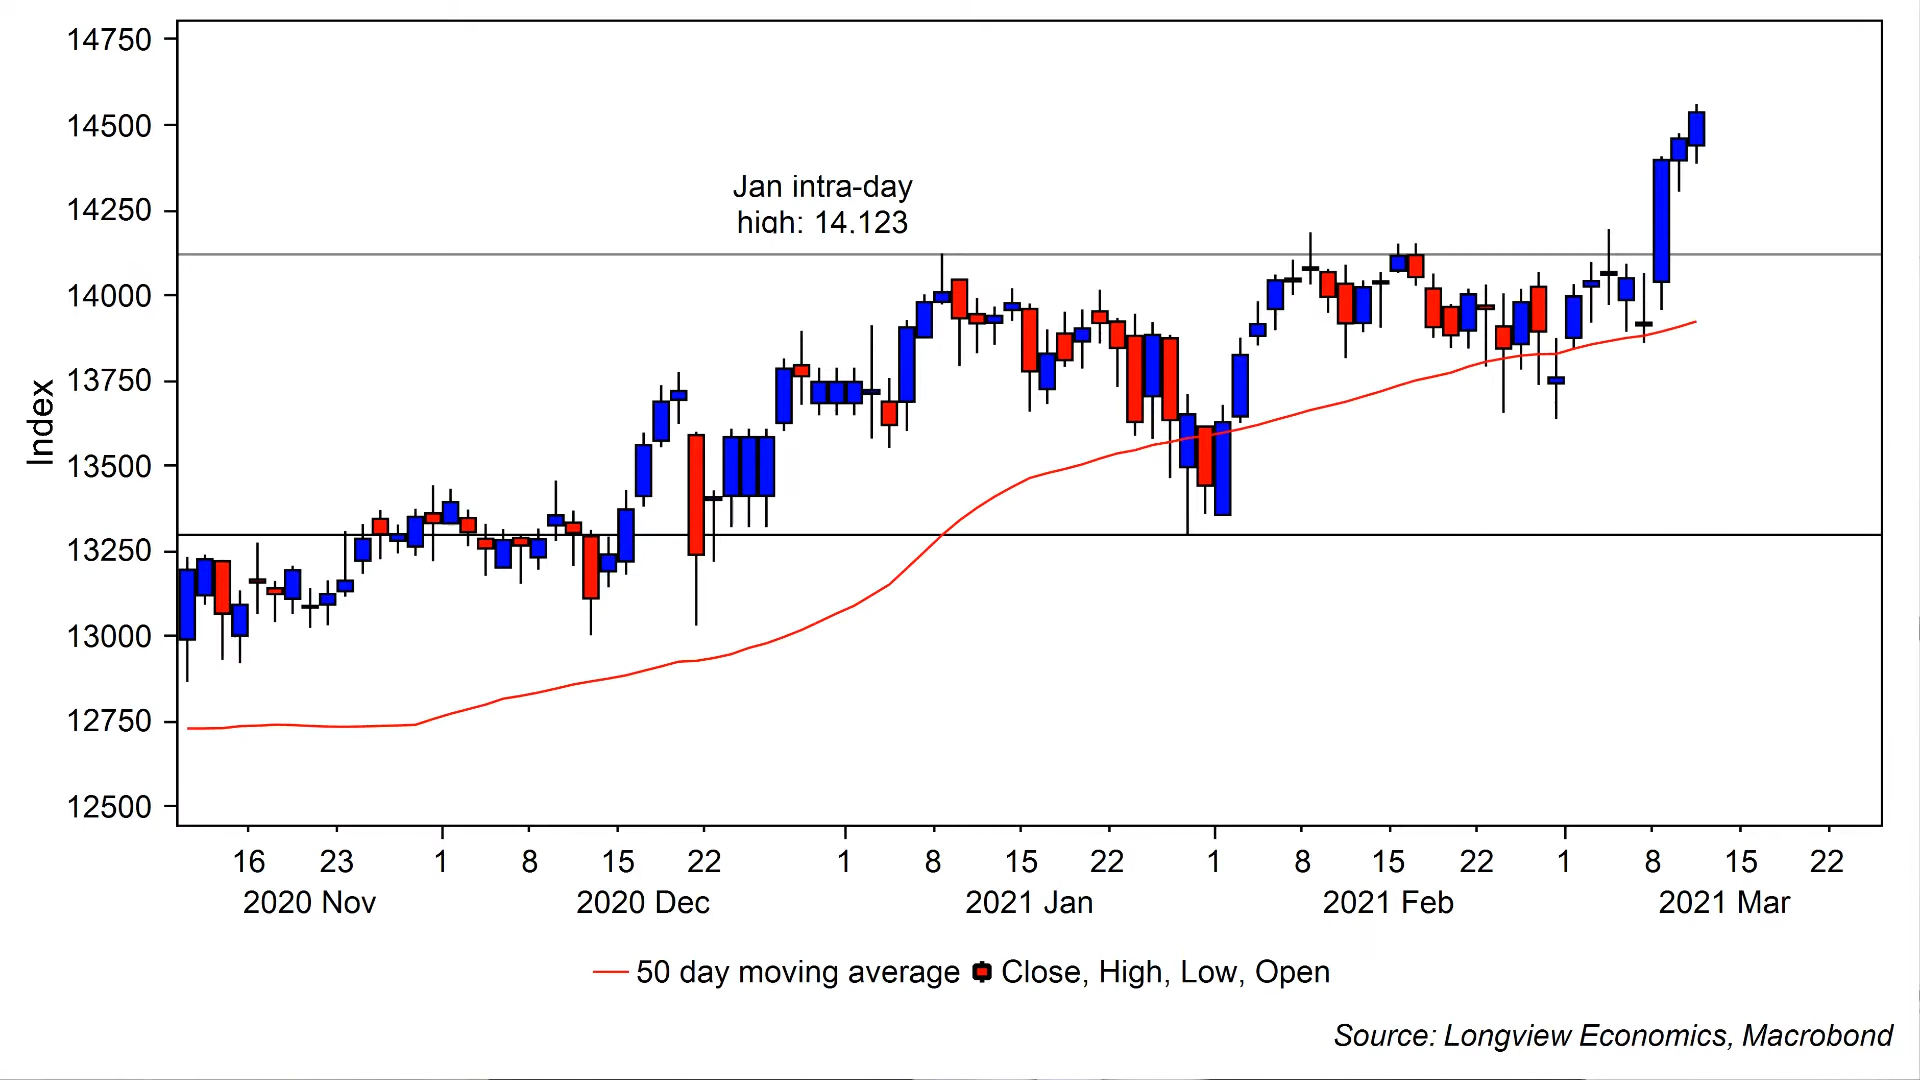 14750
14500
14250
14000
13750
13500
13250
13000
12750
12500
Index
Jan intra-day
high: 14.123
16 23 1 8 15 22 1 8 15 22 1 8 15 22 1 8 15 22
2020 Nov 2020 Dec 2021 Jan 2021 Feb 2021 Mar
50 day moving average Close, High, Low, Open
Source: Longview Economics, Macrobond